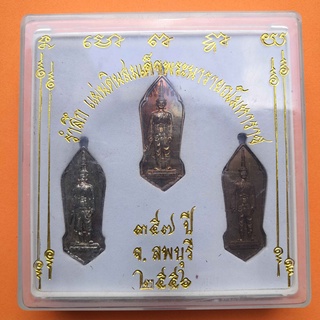 รำลึก แผ่นดินสมเด็จพระนารายณ์มหาราช
๓๕๗ ปี
จ. ลพบุรี
๒๕๕๖